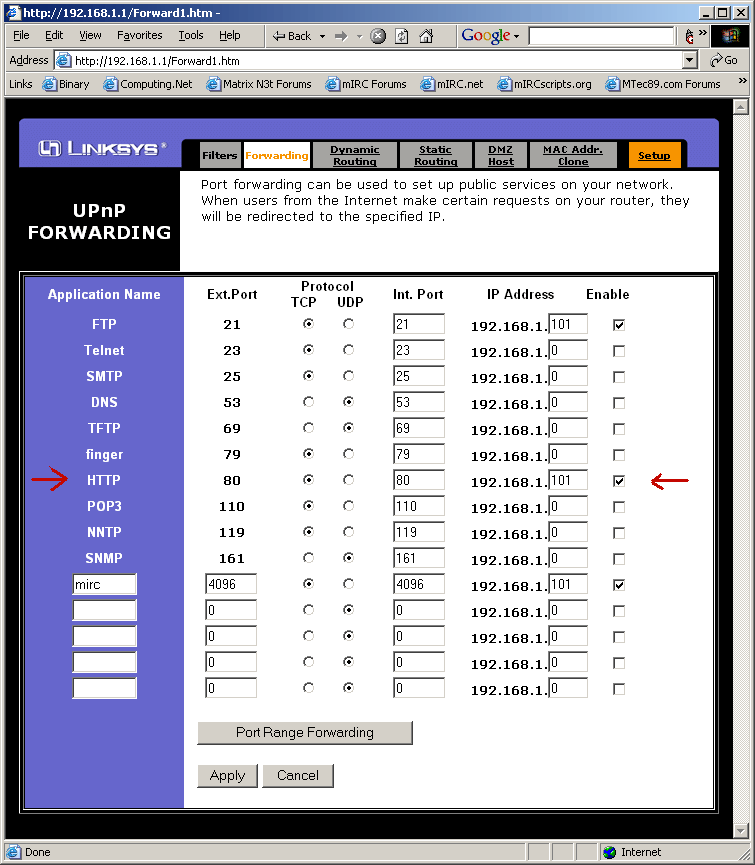 http://192.168.1.1/Forward1.htm -
File Edit View Favorites Tools Help Back Google
Address http://192.168.1.1/Forward1.htm Go
Links Binary Computing.Net Matrix N3t Forums mIRC Forums mIRC.net mIRCscripts.org MTec89.com Forums
LINKSYS®
Filters Forwarding Dynamic Routing Static Routing DMZ Host MAC Addr. Clone Setup
UPnP
FORWARDING
Port forwarding can be used to set up public services on your network.
When users from the Internet make certain requests on your router, they
will be redirected to the specified IP.
Application Name Ext.Port Protocol TCP UDP Int. Port IP Address Enable
FTP 21 21 192.168.1. 101
Telnet 23 23 192.168.1. 0
SMTP 25 25 192.168.1. 0
DNS 53 53 192.168.1. 0
TFTP 69 69 192.168.1. 0
finger 79 79 192.168.1. 0
HTTP 80 80 192.168.1. 101
POP3 110 110 192.168.1. 0
NNTP 119 119 192.168.1. 0
SNMP 161 161 192.168.1. 0
mirc 4096 4096 192.168.1. 101
0 0 192.168.1. 0
0 0 192.168.1. 0
0 0 192.168.1. 0
0 0 192.168.1. 0
Port Range Forwarding
Apply Cancel
Done Internet